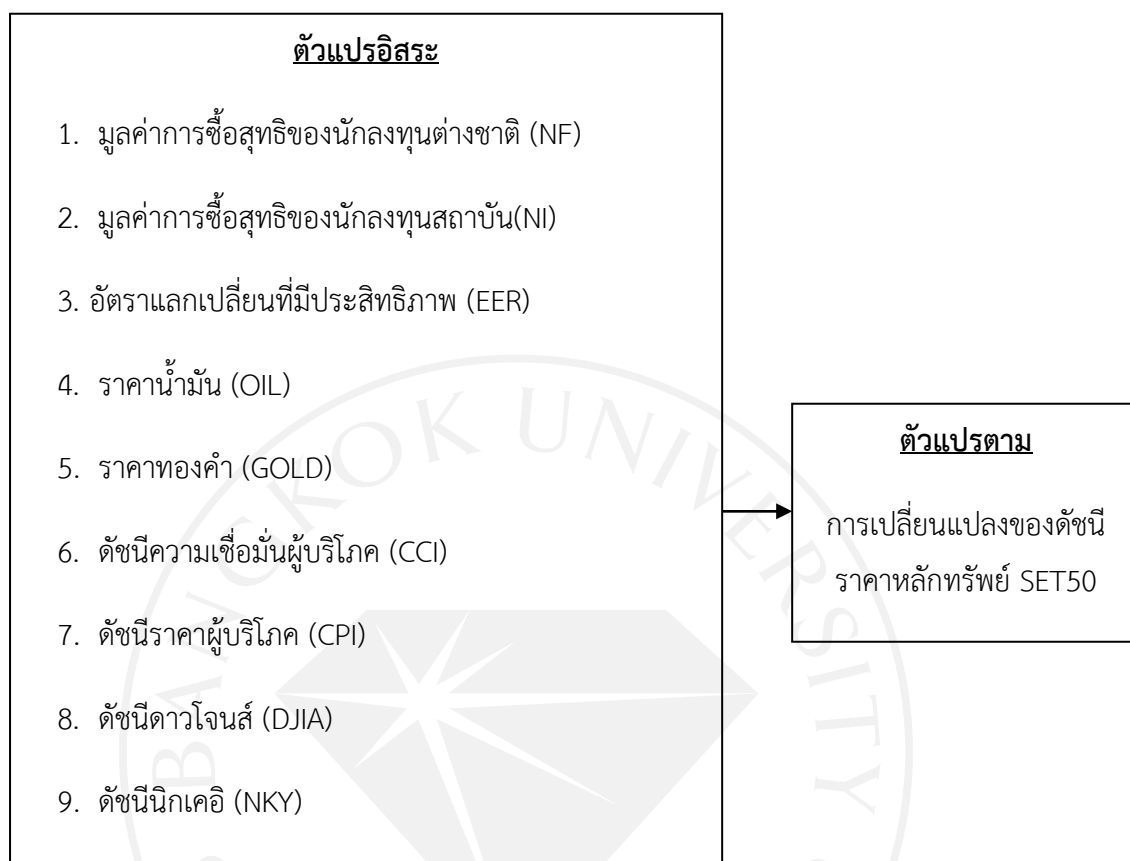 ตัวแปรอิสระ
1. มูลค่าการซื้อสุทธิของนักลงทุนต่างชาติ (NF)
2. มูลค่าการซื้อสุทธิของนักลงทุนสถาบัน(NI)
3. อัตราแลกเปลี่ยนที่มีประสิทธิภาพ (EER)
4. ราคาน้ำมัน (OIL)
5. ราคาทองคำ (GOLD)
6. ดัชนีความเชื่อมั่นผู้บริโภค (CCI)
7. ดัชนีราคาผู้บริโภค (CPI)
8. ดัชนีดาวโจนส์ (DJIA)
9. ดัชนีนิกเคอิ (NKY)
ตัวแปรตาม
การเปลี่ยนแปลงของดัชนี
ราคาหลักทรัพย์ SET50
BANGKOK UNIVERSITY